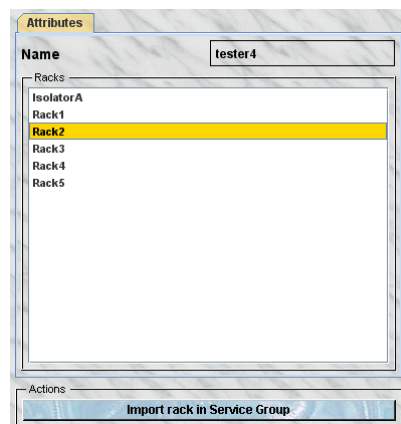 Attributes
Name tester4
Racks
IsolatorA
Rack1
Rack2
Rack3
Rack4
Rack5
Actions
Import rack in Service Group